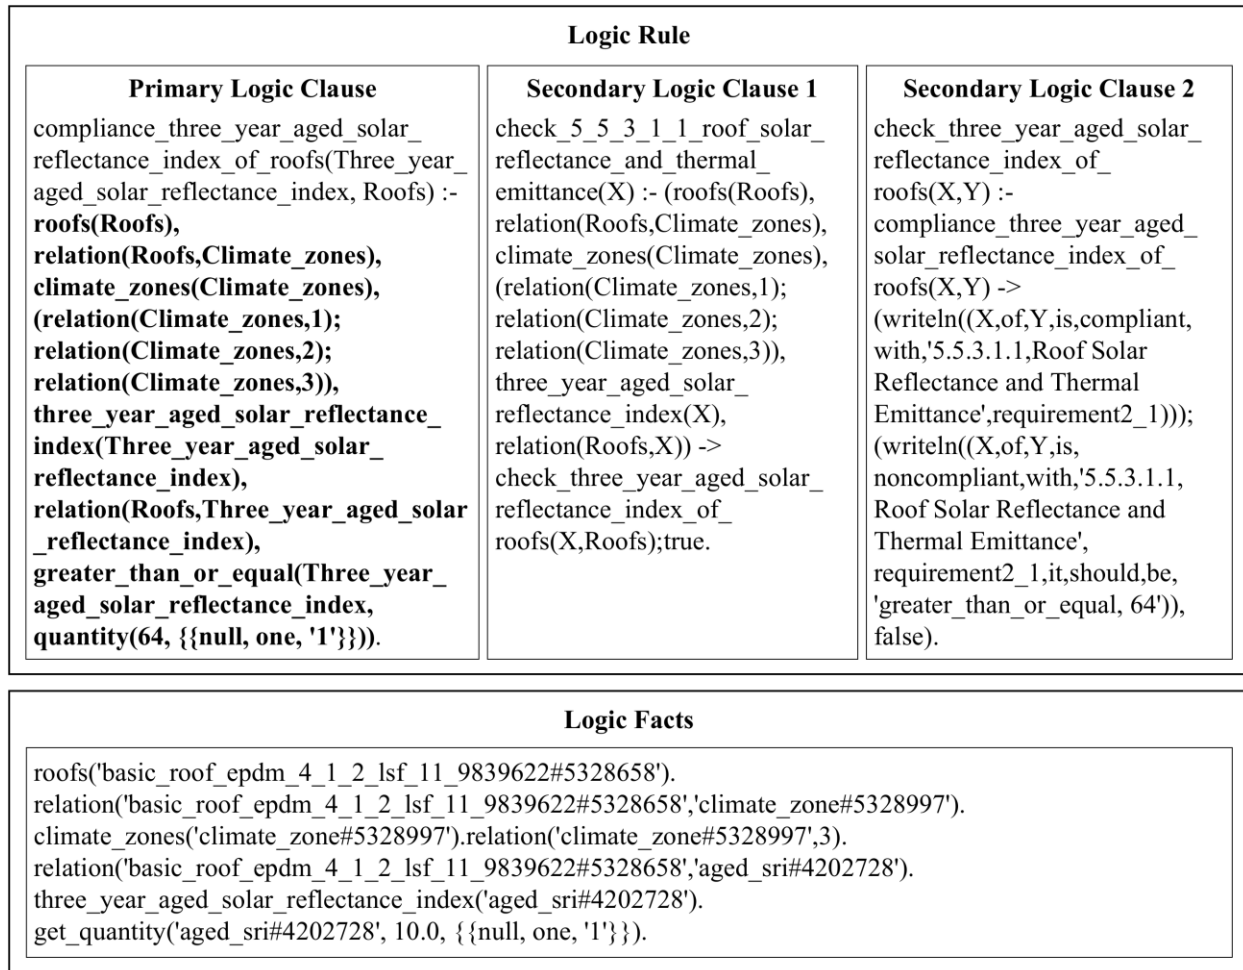 Logic Rule
Primary Logic Clause
compliance_three_year_aged_solar_
reflectance_index_of_roofs(Three_year_
aged_solar_reflectance_index, Roofs) :-
roofs(Roofs),
relation(Roofs,Climate_zones),
climate_zones(Climate_zones),
(relation(Climate_zones,1);
relation(Climate_zones,2);
relation(Climate_zones,3)),
three_year_aged_solar_reflectance_
index(Three_year_aged_solar_
reflectance_index),
relation(Roofs,Three_year_aged_solar
_reflectance_index),
greater_than_or_equal(Three_year_
aged_solar_reflectance_index,
quantity(64, {{null, one, '1'}})).
Secondary Logic Clause 1
check_5_5_3_1_1_roof_solar_
reflectance_and_thermal_
emittance(X) :- (roofs(Roofs),
relation(Roofs,Climate_zones),
climate_zones(Climate_zones),
(relation(Climate_zones,1);
relation(Climate_zones,2);
relation(Climate_zones,3)),
three_year_aged_solar_
reflectance_index(X),
relation(Roofs,X)) ->
check_three_year_aged_solar_
reflectance_index_of_
roofs(X,Roofs);true.
Secondary Logic Clause 2
check_three_year_aged_solar_
reflectance_index_of_
roofs(X,Y) :-
compliance_three_year_aged_
solar_reflectance_index_of_
roofs(X,Y) ->
(writeln((X,of,Y,is,compliant,
with,'5.5.3.1.1,Roof Solar
Reflectance and Thermal
Emittance',requirement2_1)));
(writeln((X,of,Y,is,
noncompliant,with,'5.5.3.1.1,
Roof Solar Reflectance and
Thermal Emittance',
requirement2_1,it,should,be,
'greater_than_or_equal, 64')),
false).
Logic Facts
roofs('basic_roof_epdm_4_1_2_lsf_11_9839622#5328658').
relation('basic_roof_epdm_4_1_2_lsf_11_9839622#5328658','climate_zone#5328997').
climate_zones('climate_zone#5328997').relation('climate_zone#5328997',3).
relation('basic_roof_epdm_4_1_2_lsf_11_9839622#5328658','aged_sri#4202728').
three_year_aged_solar_reflectance_index('aged_sri#4202728').
get_quantity('aged_sri#4202728', 10.0, {{null, one, '1'}}).